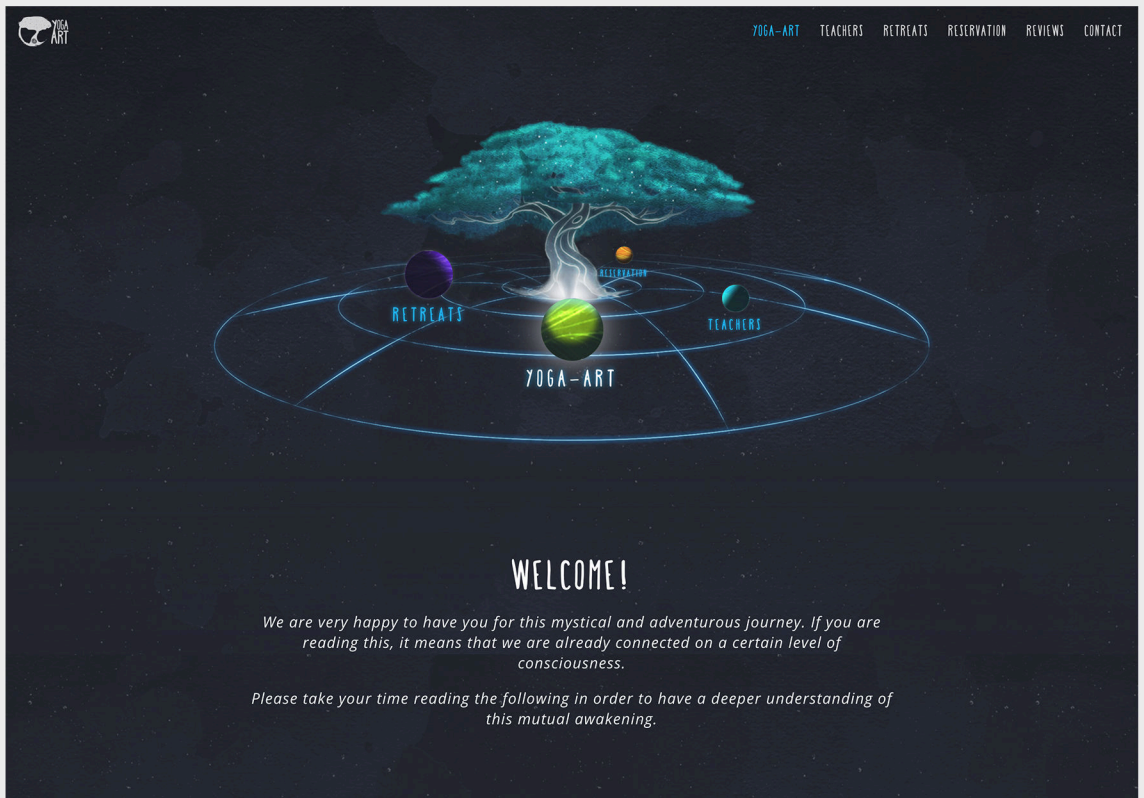 YOGA
ART
YOGA-ART TEACHERS RETREATS RESERVATION REVIEWS CONTACT
RESERVATION
RETREATS
TEACHERS
YOGA-ART
WELCOME!
We are very happy to have you for this mystical and adventurous journey. If you are
reading this, it means that we are already connected on a certain level of
consciousness.
Please take your time reading the following in order to have a deeper understanding of
this mutual awakening.